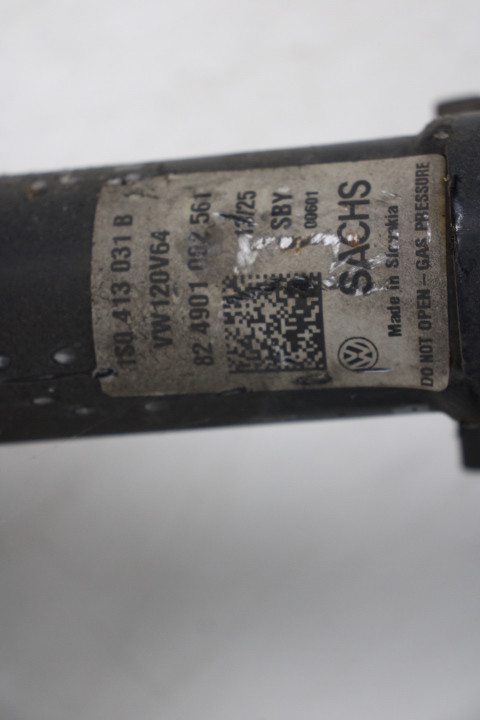 1S0 413 031 B
VW120V64
82 4901 002 561
13/25
SBY
00601
SACHS
Made in Slovakia
DO NOT OPEN - GAS PRESSURE